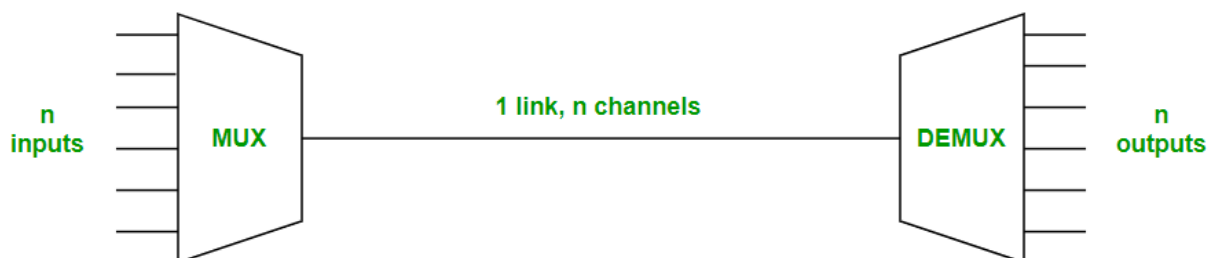 n
inputs
MUX
1 link, n channels
DEMUX
n
outputs